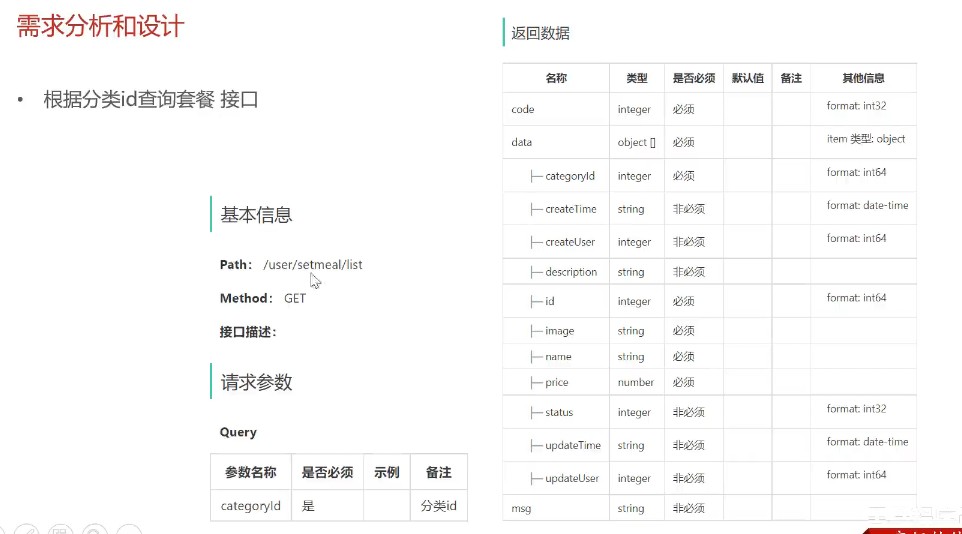 需求分析和设计
• 根据分类id查询套餐 接口
基本信息
Path： /user/setmeal/list
Method： GET
接口描述：
请求参数
Query
参数名称 是否必须 示例 备注
categoryId 是 分类id
返回数据
名称 类型 是否必须 默认值 备注 其他信息
code integer 必须 format: int32
data object [] 必须 item 类型: object
├─ categoryId integer 必须 format: int64
├─ createTime string 非必须 format: date-time
├─ createUser integer 非必须 format: int64
├─ description string 非必须
├─ id integer 必须 format: int64
├─ image string 必须
├─ name string 必须
├─ price number 必须
├─ status integer 非必须 format: int32
├─ updateTime string 非必须 format: date-time
├─ updateUser integer 非必须 format: int64
msg string 非必须